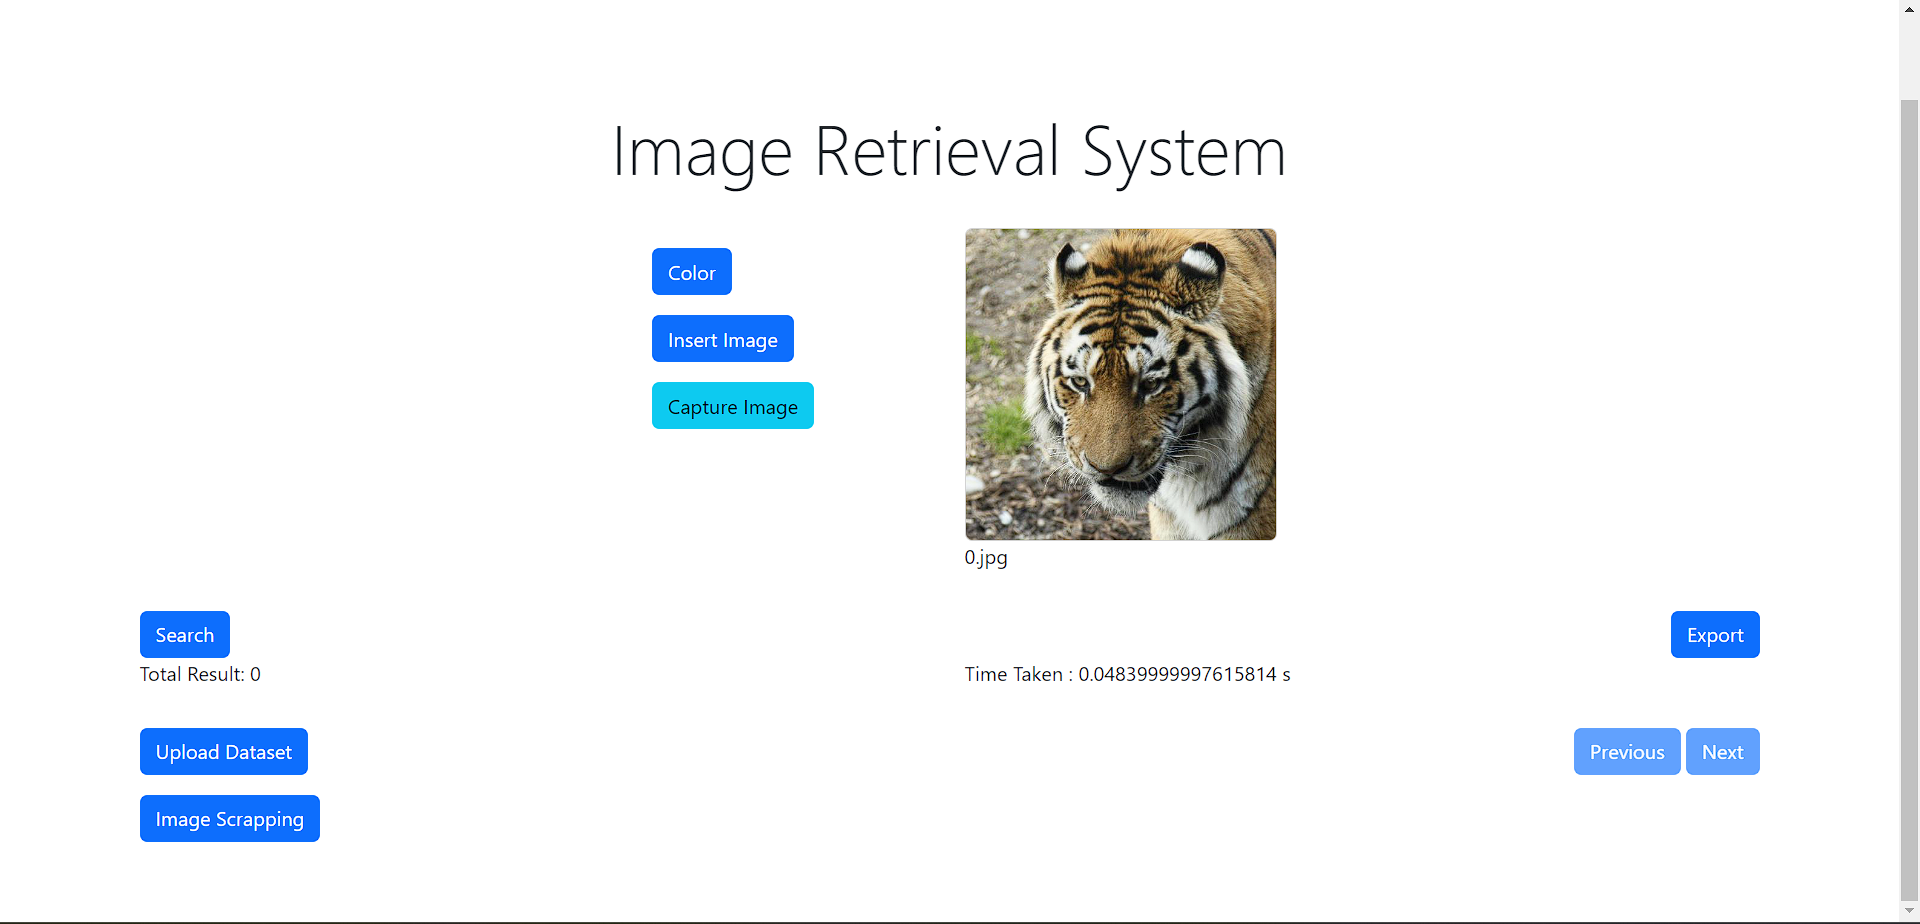 Image Retrieval System
Color
Insert Image
Capture Image
0.jpg
Search
Export
Total Result: 0
Time Taken : 0.04839999997615814 s
Upload Dataset
Previous
Next
Image Scrapping